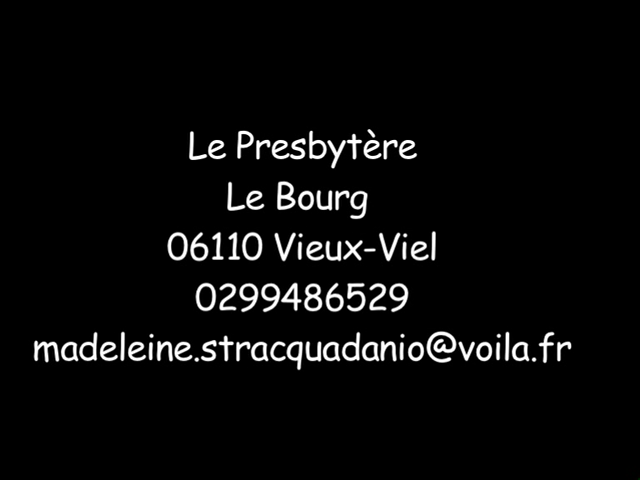 Le Presbytère
Le Bourg
06110 Vieux-Viel
0299486529
madeleine.stracquadanio@voila.fr